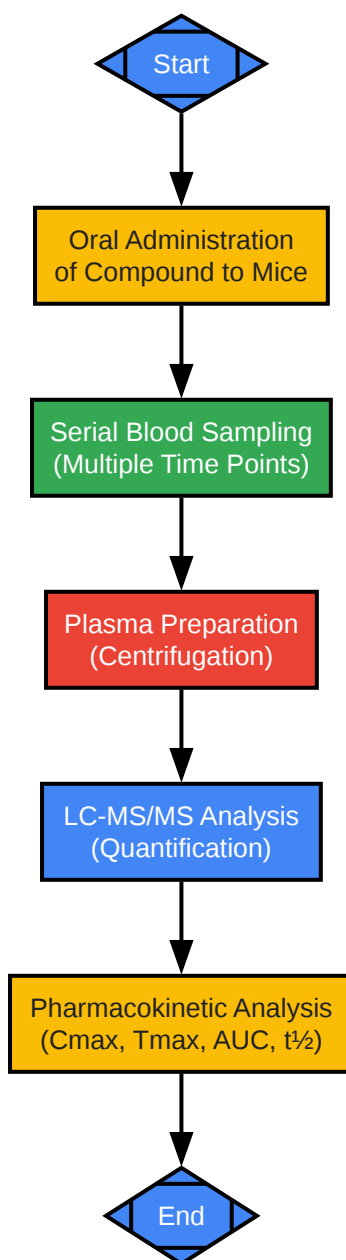 Start
Oral Administration
of Compound to Mice
Serial Blood Sampling
(Multiple Time Points)
Plasma Preparation
(Centrifugation)
LC-MS/MS Analysis
(Quantification)
Pharmacokinetic Analysis
(Cmax, Tmax, AUC, t½)
End